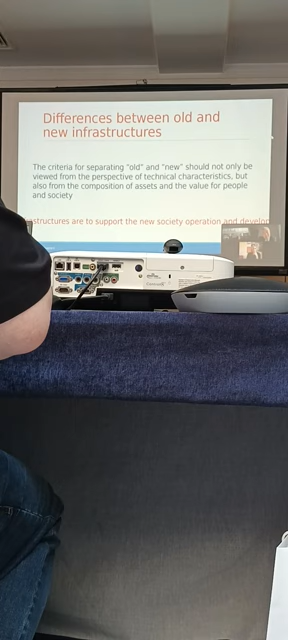 Differences between old and
new infrastructures
The criteria for separating "old" and "new" should not only be
viewed from the perspective of technical characteristics, but
also from the composition of assets and the value for people
and society
astructures are to support the new society operation and develop